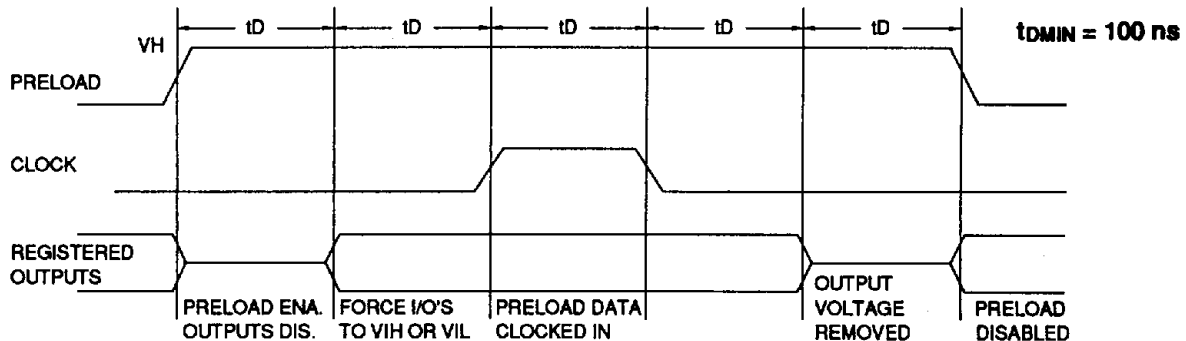 tD tD tD tD tD
VH
tDMIN = 100 ns
PRELOAD
CLOCK
REGISTERED
OUTPUTS
PRELOAD ENA.
OUTPUTS DIS.
FORCE I/O'S
TO VIH OR VIL
PRELOAD DATA
CLOCKED IN
OUTPUT
VOLTAGE
REMOVED
PRELOAD
DISABLED